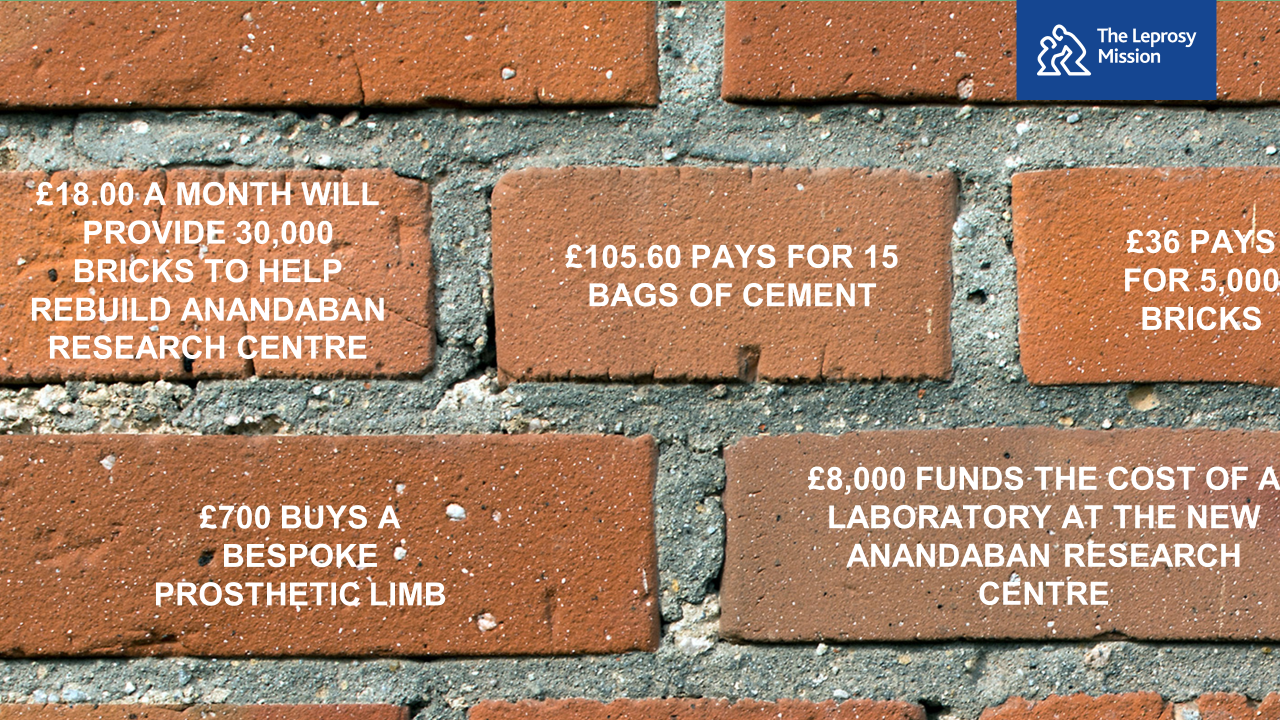 The Leprosy
Mission
£18.00 A MONTH WILL
PROVIDE 30,000
BRICKS TO HELP
REBUILD ANANDABAN
RESEARCH CENTRE
£105.60 PAYS FOR 15
BAGS OF CEMENT
£36 PAYS
FOR 5,000
BRICKS
£700 BUYS A
BESPOKE
PROSTHETIC LIMB
£8,000 FUNDS THE COST OF A
LABORATORY AT THE NEW
ANANDABAN RESEARCH
CENTRE